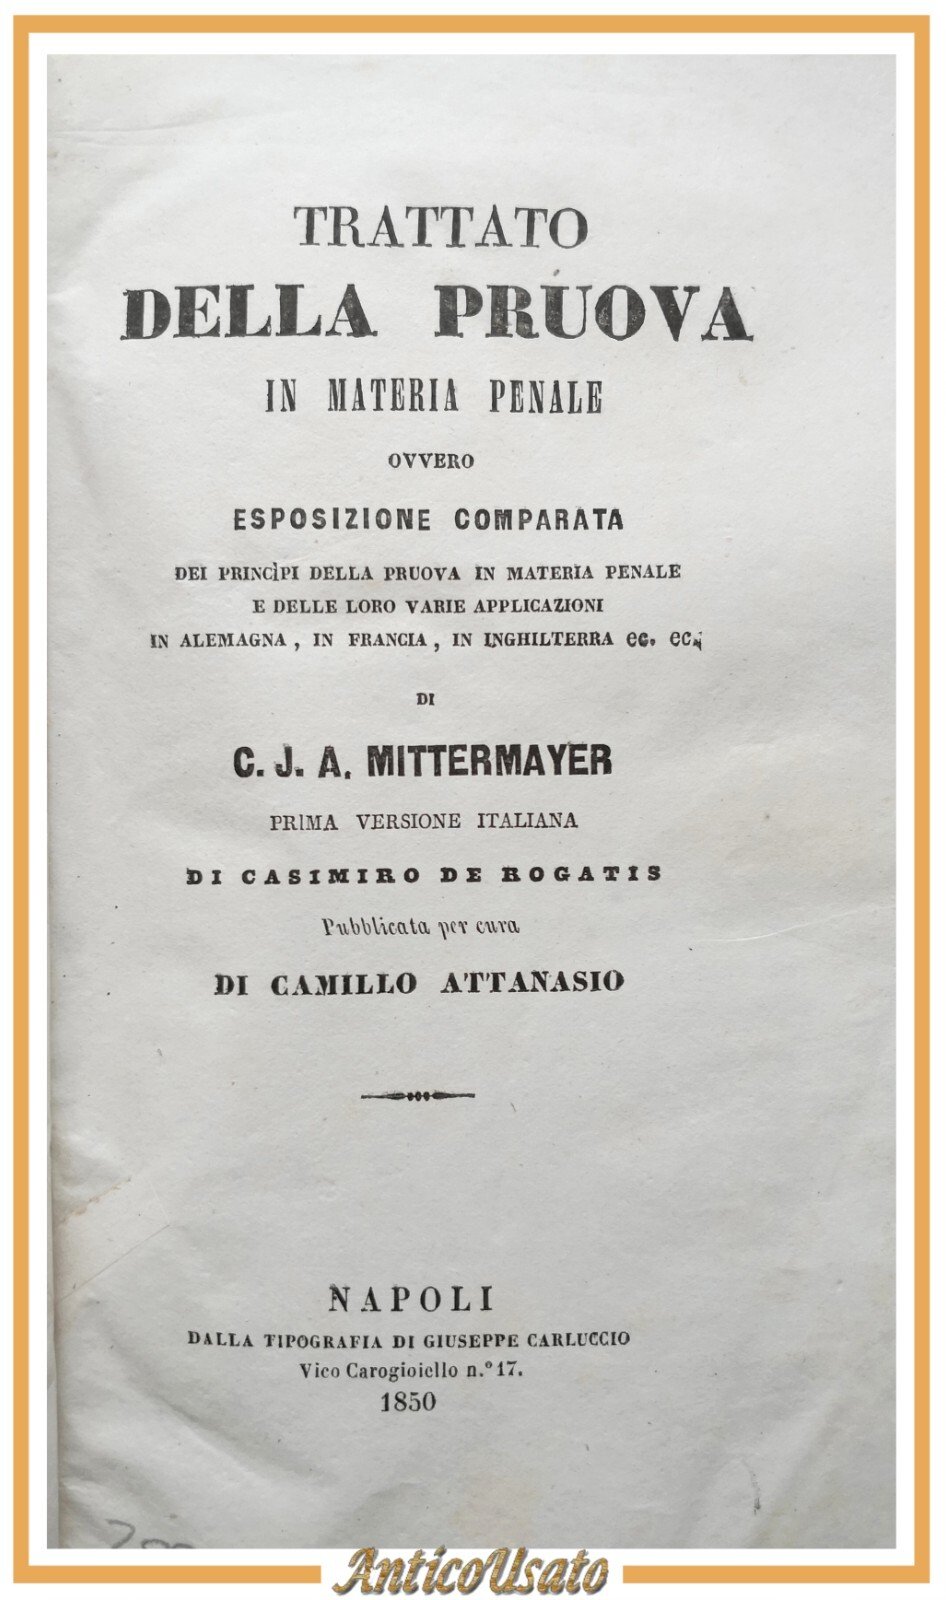 TRATTATO
DELLA PRUOVA
IN MATERIA PENALE
OVVERO
ESPOSIZIONE COMPARATA
DEI PRINCÌPI DELLA PRUOVA IN MATERIA PENALE
E DELLE LORO VARIE APPLICAZIONI
IN ALEMAGNA, IN FRANCIA, IN INGHILTERRA ec. ec.
DI
C. J. A. MITTERMAYER
PRIMA VERSIONE ITALIANA
DI CASIMIRO DE ROGATIS
Pubblicata per cura
DI CAMILLO ATTANASIO
NAPOLI
DALLA TIPOGRAFIA DI GIUSEPPE CARLUCCIO
Vico Carogioiello n.° 17.
1850
AnticoUsato